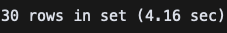 30 rows in set (4.16 sec)